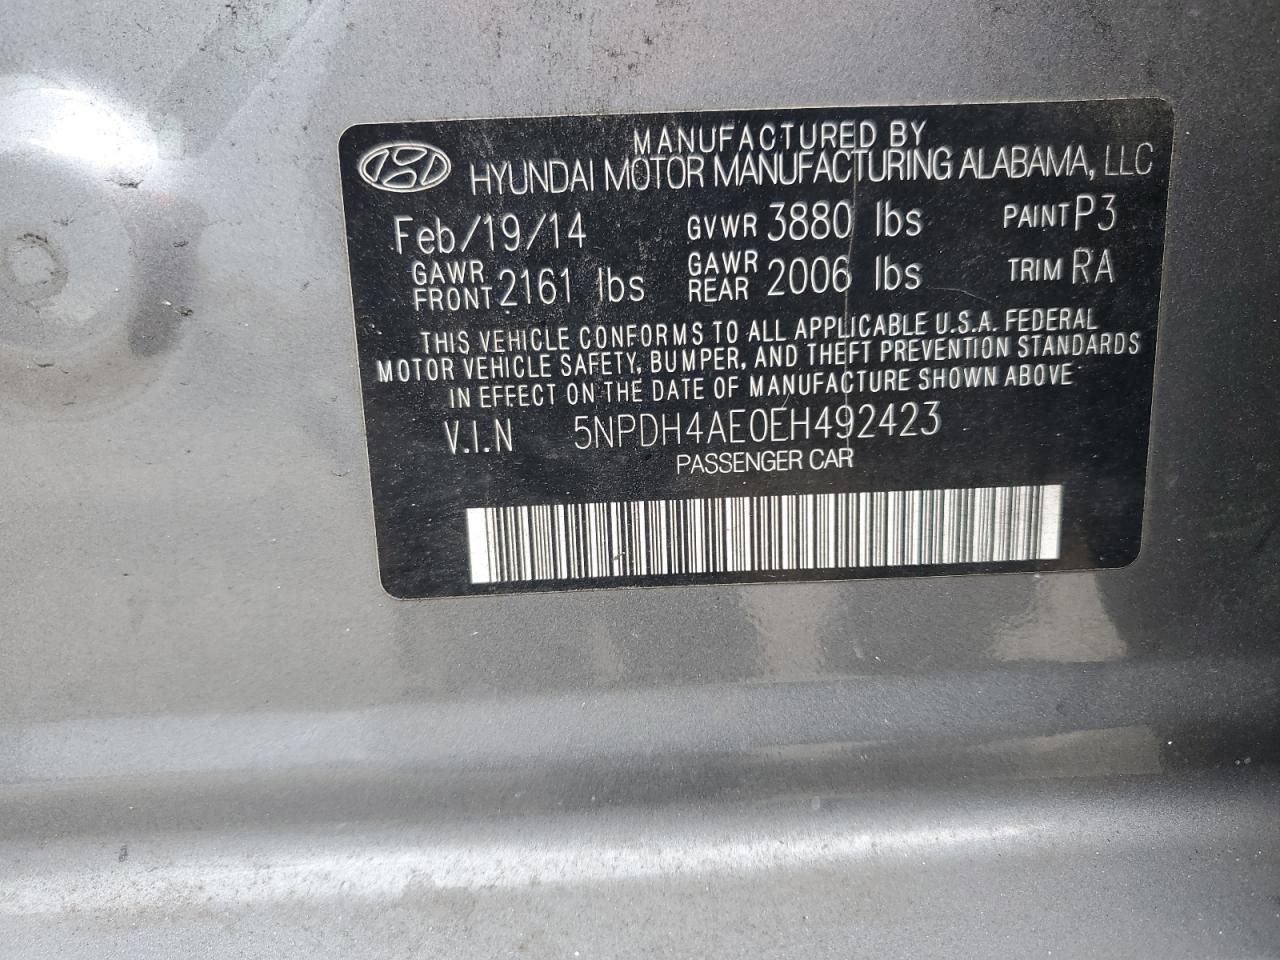 MANUFACTURED BY
HYUNDAI MOTOR MANUFACTURING ALABAMA, LLC
Feb/19/14 GVWR 3880 lbs PAINT P3
GAWR FRONT 2161 lbs GAWR REAR 2006 lbs TRIM RA
THIS VEHICLE CONFORMS TO ALL APPLICABLE U.S.A. FEDERAL
MOTOR VEHICLE SAFETY, BUMPER, AND THEFT PREVENTION STANDARDS
IN EFFECT ON THE DATE OF MANUFACTURE SHOWN ABOVE
V.I.N 5NPDH4AE0EH492423
PASSENGER CAR